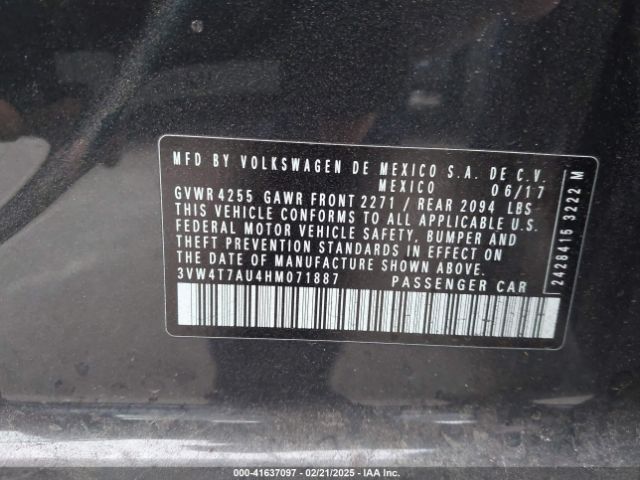 MFD BY VOLKSWAGEN DE MEXICO S.A. DE C.V.
MEXICO 06/17
GVWR 4255 GAWR FRONT 2271 / REAR 2094 LBS
THIS VEHICLE CONFORMS TO ALL APPLICABLE U.S.
FEDERAL MOTOR VEHICLE SAFETY, BUMPER AND
THEFT PREVENTION STANDARDS IN EFFECT ON
THE DATE OF MANUFACTURE SHOWN ABOVE.
3VW4T7AU4HM071887 PASSENGER CAR
2428415 3222 M
000-41637097 - 02/21/2025 - IAA Inc.